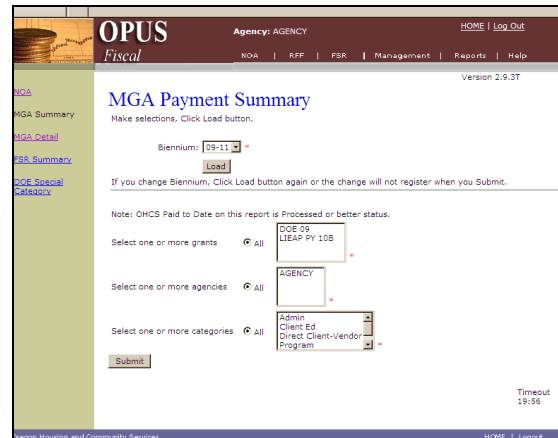 OPUS
Fiscal
Agency: AGENCY
HOME | Log Out
NOA | RFF | FSR | Management | Reports | Help
Version 2.9.3T
NOA
MGA Summary
MGA Detail
FSR Summary
DOE Special
Category
MGA Payment Summary
Make selections, Click Load button.
Biennium: 09-11 *
Load
If you change Biennium, Click Load button again or the change will not register when you Submit.
Note: OHCS Paid to Date on this report is Processed or better status.
Select one or more grants All
DOE 09
LIEAP PY 10B
*
Select one or more agencies All
AGENCY
*
Select one or more categories All
Admin
Client Ed
Direct Client-Vendor
Program
*
Submit
Timeout
19:56
Oregon Housing and Community Services
HOME | Logout